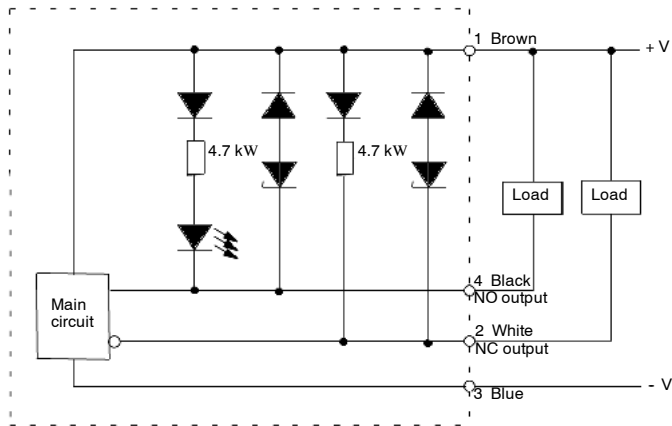 1 Brown
+ V
4.7 kW
4.7 kW
Load
Load
4 Black
NO output
Main
circuit
2 White
NC output
3 Blue
- V